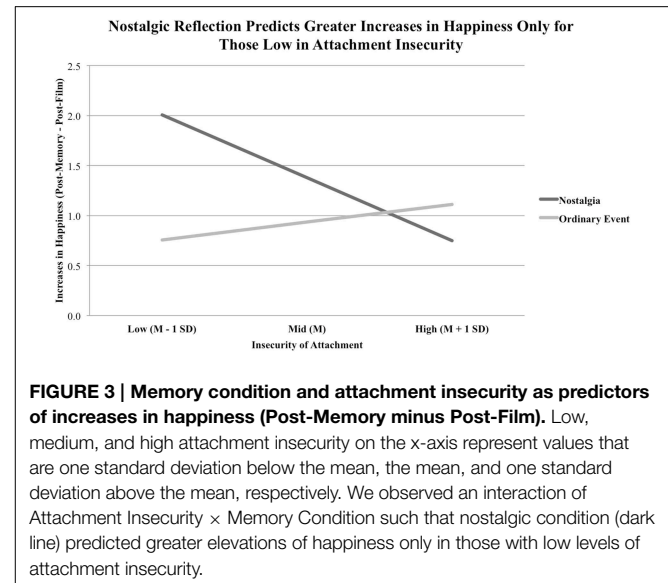 Nostalgic Reflection Predicts Greater Increases in Happiness Only for
Those Low in Attachment Insecurity
2.5
2.0
1.5
1.0
0.5
0.0
Increases in Happiness (Post-Memory - Post-Film)
Nostalgia
Ordinary Event
Low (M - 1 SD)
Mid (M)
High (M + 1 SD)
Insecurity of Attachment
FIGURE 3 | Memory condition and attachment insecurity as predictors
of increases in happiness (Post-Memory minus Post-Film). Low,
medium, and high attachment insecurity on the x-axis represent values that
are one standard deviation below the mean, the mean, and one standard
deviation above the mean, respectively. We observed an interaction of
Attachment Insecurity × Memory Condition such that nostalgic condition (dark
line) predicted greater elevations of happiness only in those with low levels of
attachment insecurity.